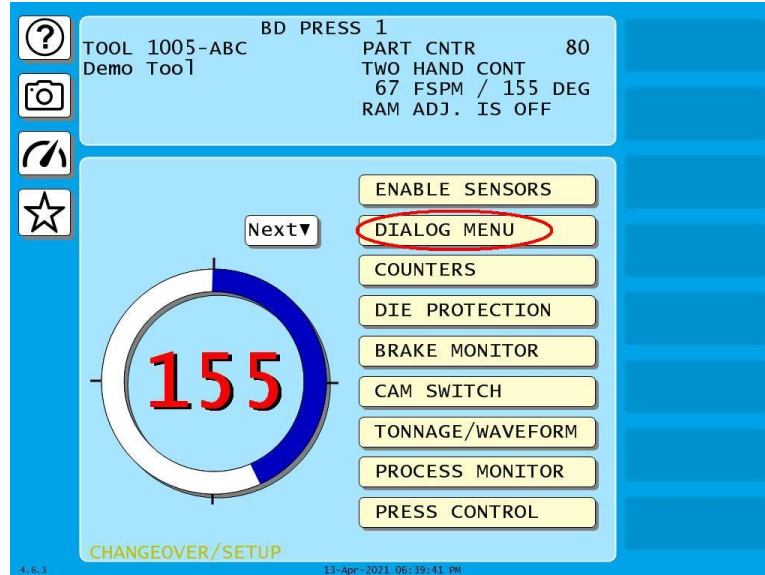 BD PRESS 1
TOOL 1005-ABC
Demo Tool
PART CNTR 80
TWO HAND CONT
67 FSPM / 155 DEG
RAM ADJ. IS OFF
Next▼
ENABLE SENSORS
DIALOG MENU
COUNTERS
DIE PROTECTION
BRAKE MONITOR
CAM SWITCH
TONNAGE/WAVEFORM
PROCESS MONITOR
PRESS CONTROL
155
CHANGEOVER/SETUP
4.6.3
13-Apr-2021 06:39:41 PM